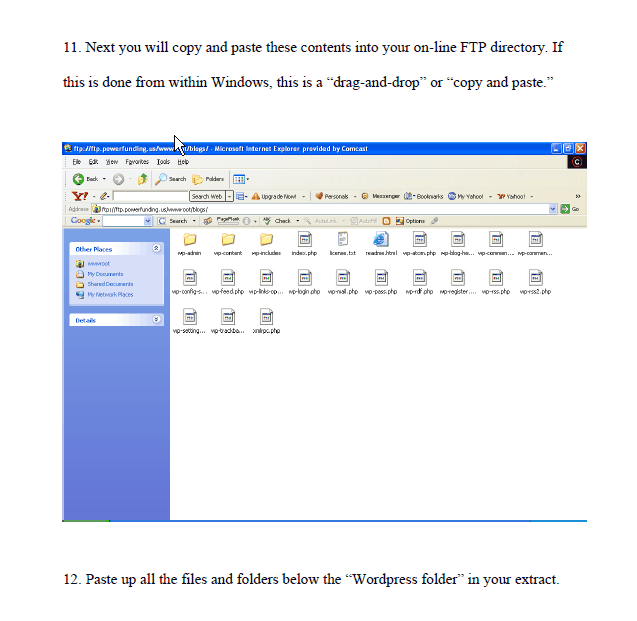 11. Next you will copy and paste these contents into your on-line FTP directory. If
this is done from within Windows, this is a “drag-and-drop” or “copy and paste.”
ftp://ftp.powerfunding.us/wwwroot/blogs/ - Microsoft Internet Explorer provided by Comcast
File Edit View Favorites Tools Help
Back Search Folders
Y! Search Web Upgrade Now! Personals Messenger Bookmarks My Yahoo! Yahoo! »
Address ftp://ftp.powerfunding.us/wwwroot/blogs/ Go
Google Search PageRank Check AutoLink AutoFill Options
Other Places
wwwroot
My Documents
Shared Documents
My Network Places
Details
wp-admin wp-content wp-includes index.php license.txt readme.html wp-atom.php wp-blog-he... wp-commen... wp-commen...
wp-config-s... wp-feed.php wp-links-op... wp-login.php wp-mail.php wp-pass.php wp-rdf.php wp-register.... wp-rss.php wp-rss2.php
wp-setting... wp-trackba... xmlrpc.php
12. Paste up all the files and folders below the “Wordpress folder” in your extract.